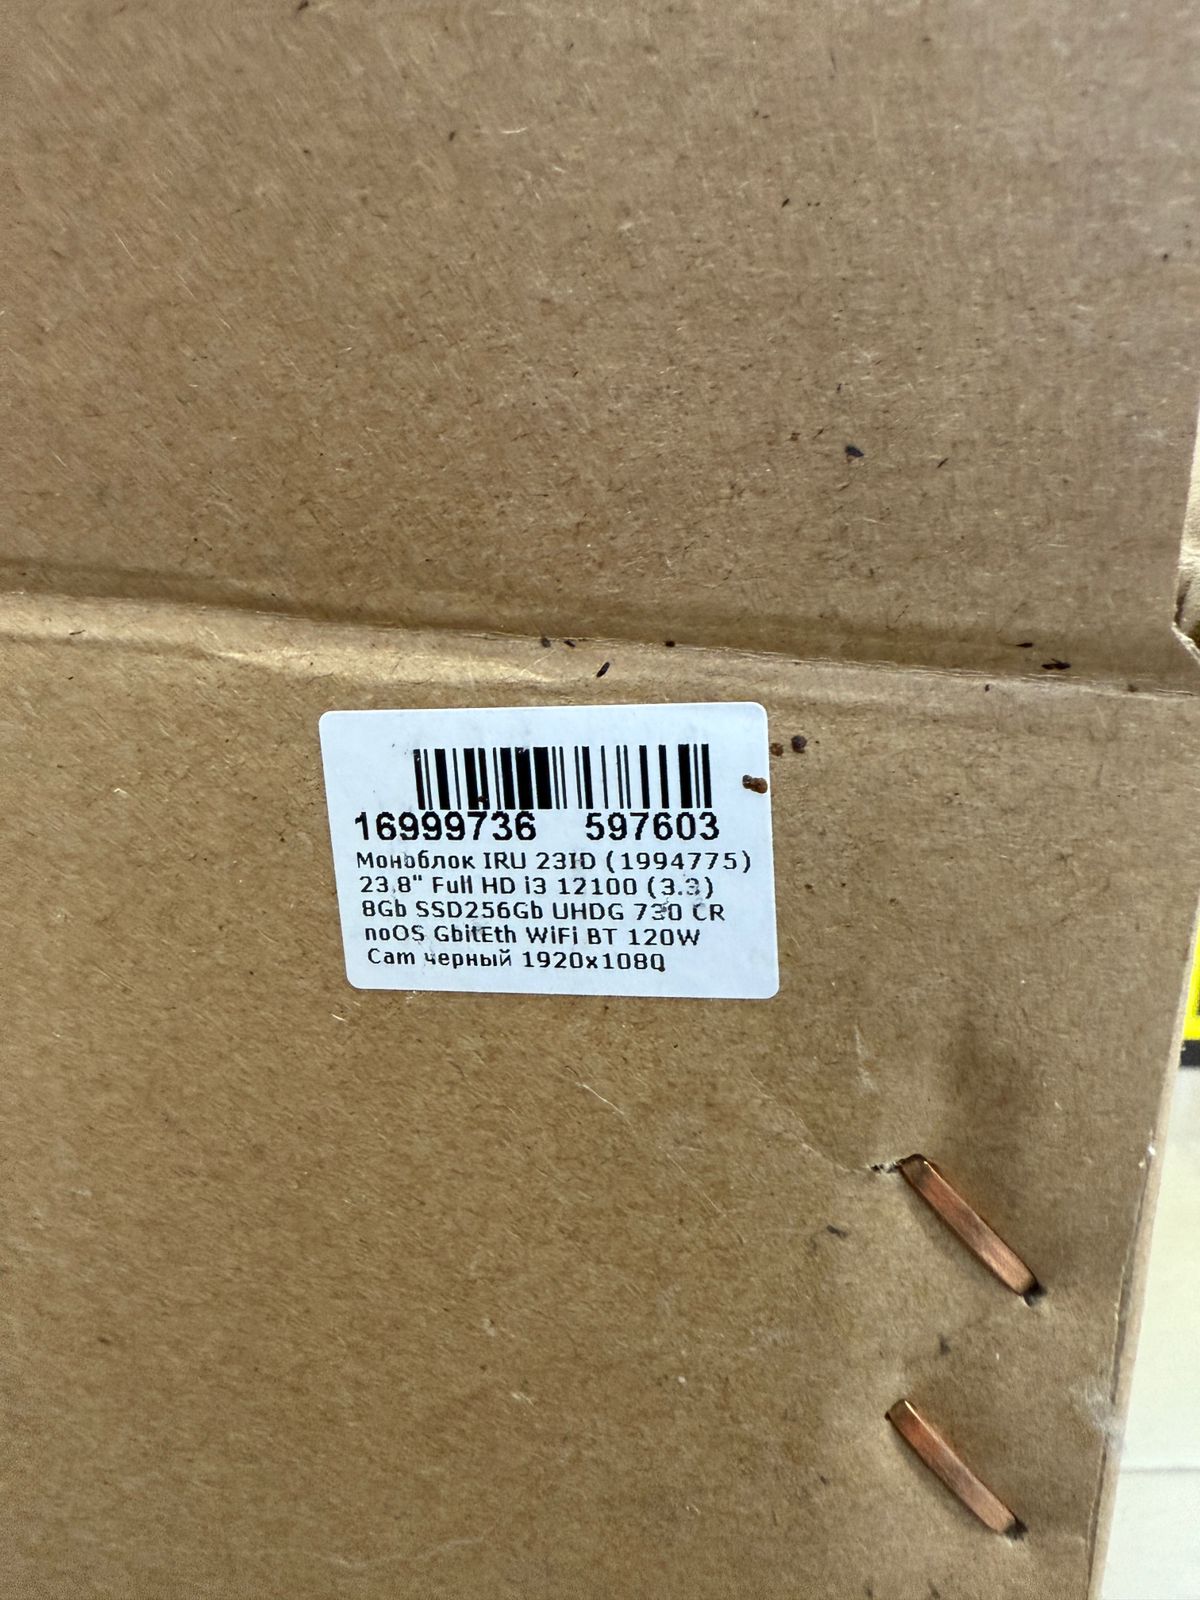 16999736 597603
Моноблок IRU 23ID (1994775)
23.8" Full HD i3 12100 (3.3)
8Gb SSD256Gb UHDG 730 CR
noOS GbitEth WiFi BT 120W
Cam черный 1920x1080